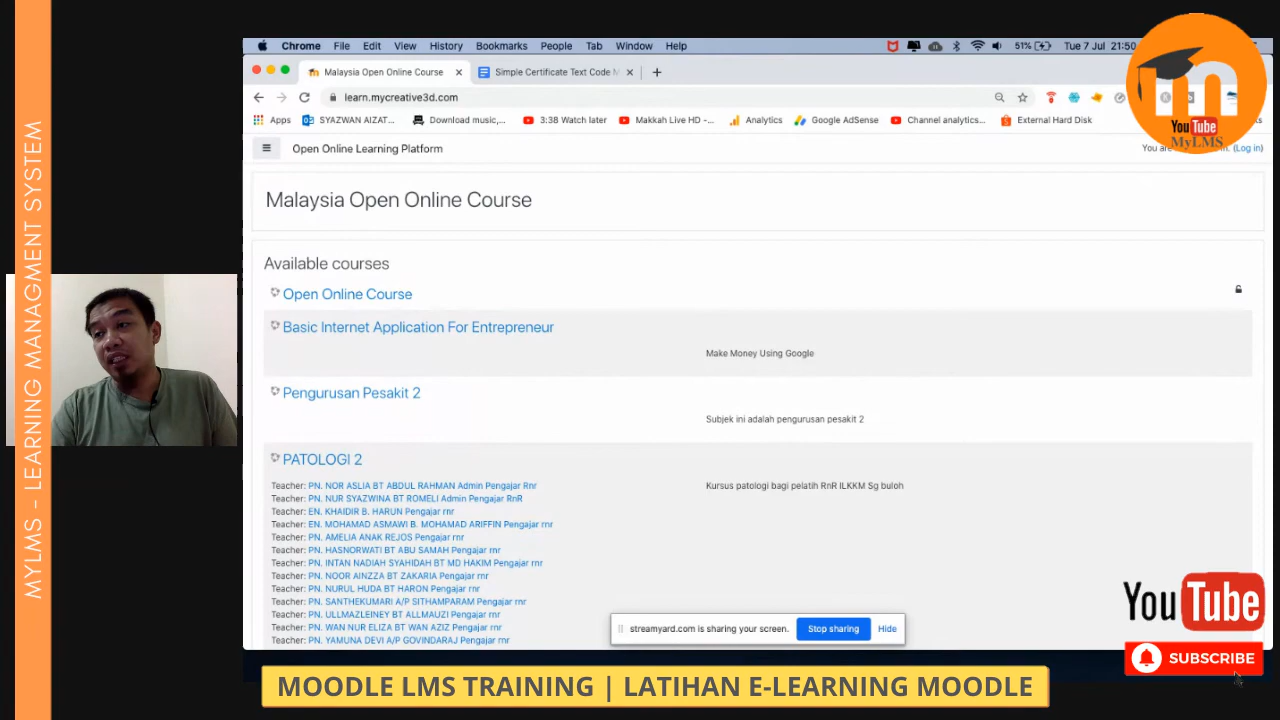 MYLMS - LEARNING MANAGMENT SYSTEM
Chrome File Edit View History Bookmarks People Tab Window Help
51% Tue 7 Jul 21:50
Malaysia Open Online Course
Simple Certificate Text Code M
learn.mycreative3d.com
Apps
SYAZWAN AIZAT...
Download music,...
3:38 Watch later
Makkah Live HD -...
Analytics
Google AdSense
Channel analytics...
External Hard Disk
YouTube
MyLMS
Open Online Learning Platform
You are
(Log in)
Malaysia Open Online Course
Available courses
Open Online Course
Basic Internet Application For Entrepreneur
Make Money Using Google
Pengurusan Pesakit 2
Subjek ini adalah pengurusan pesakit 2
PATOLOGI 2
Teacher: PN. NOR ASLIA BT ABDUL RAHMAN Admin Pengajar RnR
Kursus patologi bagi pelatih RnR ILKKM Sg buloh
Teacher: PN. NUR SYAZWINA BT ROMELI Admin Pengajar RnR
Teacher: EN. KHAIDIR B. HARUN Pengajar rnr
Teacher: EN. MOHAMAD ASMAWI B. MOHAMAD ARIFFIN Pengajar rnr
Teacher: PN. AMELIA ANAK REJOS Pengajar rnr
Teacher: PN. HASNORWATI BT ABU SAMAH Pengajar rnr
Teacher: PN. INTAN NADIAH SYAHIDAH BT MD HAKIM Pengajar rnr
Teacher: PN. NOOR AINZZA BT ZAKARIA Pengajar rnr
Teacher: PN. NURUL HUDA BT HARON Pengajar rnr
Teacher: PN. SANTHEKUMARI A/P SITHAMPARAM Pengajar rnr
Teacher: PN. ULLMAZLEINEY BT ALLMAUZI Pengajar rnr
Teacher: PN. WAN NUR ELIZA BT WAN AZIZ Pengajar rnr
Teacher: PN. YAMUNA DEVI A/P GOVINDARAJ Pengajar rnr
streamyard.com is sharing your screen.
Stop sharing
Hide
YouTube
SUBSCRIBE
MOODLE LMS TRAINING | LATIHAN E-LEARNING MOODLE